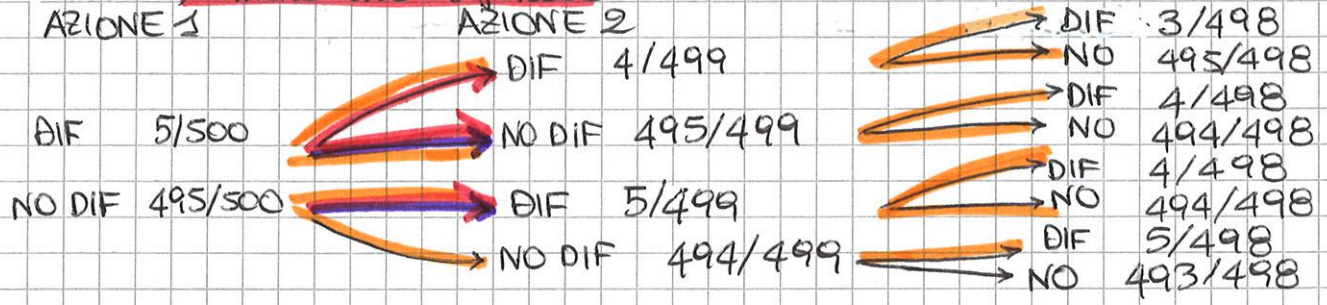 AZIONE 1 AZIONE 2 DIF 3/498
DIF 4/499 NO 495/498
DIF 4/498
DIF 5/500 NO DIF 495/499 NO 494/498
DIF 4/498
NO DIF 495/500 DIF 5/499 NO 494/498
DIF 5/498
NO DIF 494/499 NO 493/498